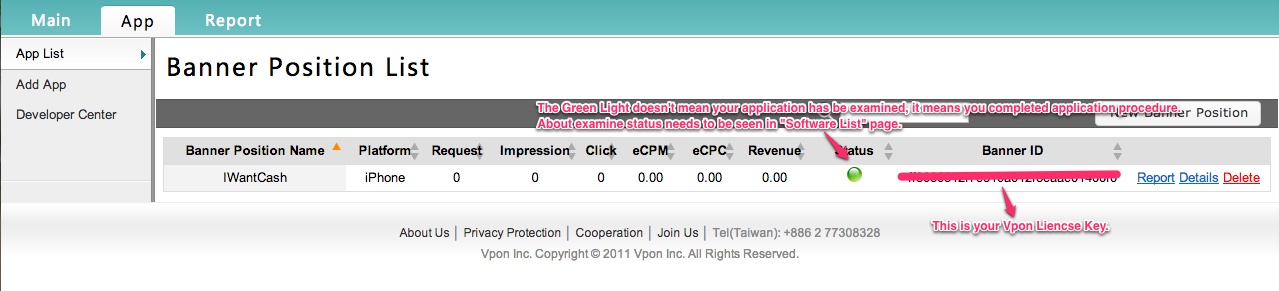 Main App Report
App List
Add App
Developer Center
Banner Position List
The Green Light doesn't mean your application has be examined, it means you completed application procedure.
About examine status needs to be seen in "Software List" page.
New Banner Position
Banner Position Name Platform Request Impression Click eCPM eCPC Revenue Status Banner ID
IWantCash iPhone 0 0 0 0.00 0.00 0.00 Report Details Delete
This is your Vpon Liencse Key.
About Us | Privacy Protection | Cooperation | Join Us | Tel(Taiwan): +886 2 77308328
Vpon Inc. Copyright © 2011 Vpon Inc. All Rights Reserved.